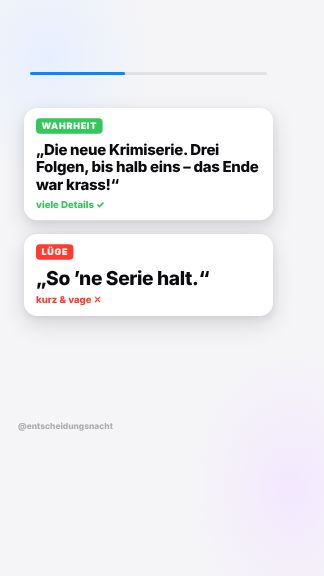 WAHRHEIT
„Die neue Krimiserie. Drei
Folgen, bis halb eins – das Ende
war krass!“
viele Details ✓
LÜGE
„So ’ne Serie halt.“
kurz & vage ✕
@entscheidungsnacht